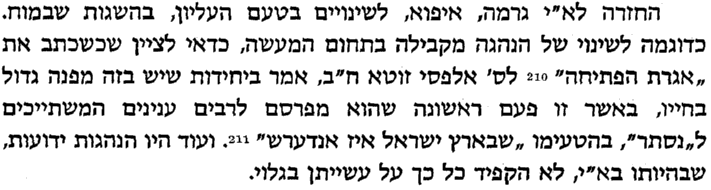 החזרה לא"י גרמה, איפוא, לשינויים בטעם העליון, בהשגות שבמוח.
כדוגמה לשינוי של הנהגה מקבילה בתחום המעשה, כדאי לציין שכשכתב את
„אגרת הפתיחה" 210 לס' אלפסי זוטא ח"ב, אמר ביחידות שיש בזה מפנה גדול
בחייו, באשר זו פעם ראשונה שהוא מפרסם לרבים ענינים המשתייכים
ל„נסתר", בהטעימו „שבארץ ישראל איז אנדערש" 211. ועוד היו הנהגות ידועות,
שבהיותו בא"י, לא הקפיד כל כך על עשייתן בגלוי.